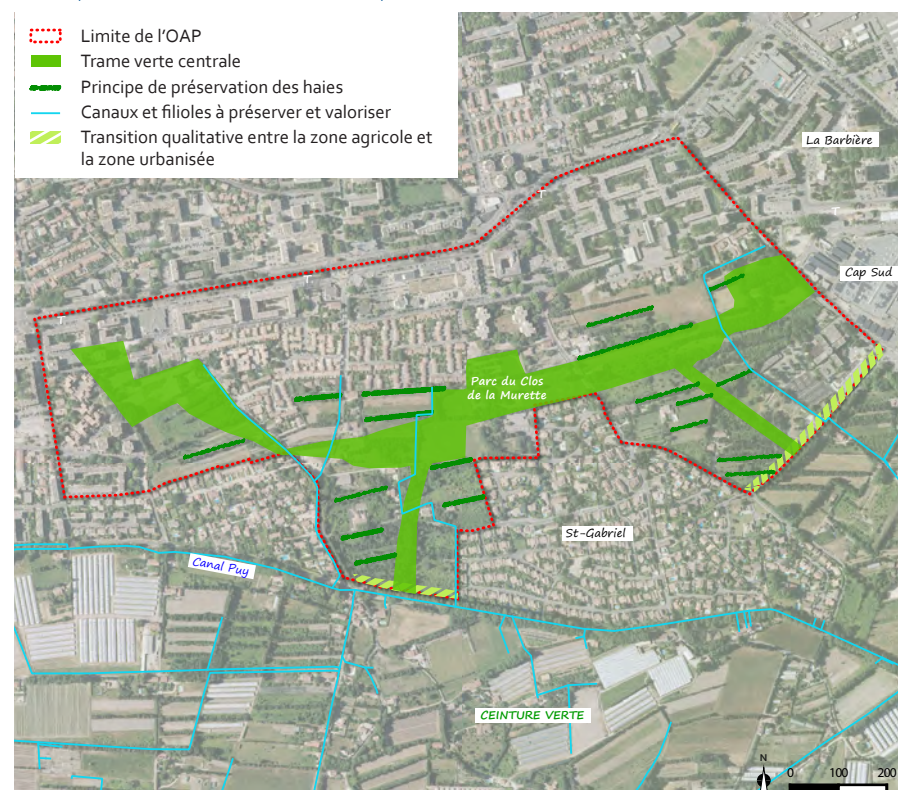 Limite de l'OAP
Trame verte centrale
Principe de préservation des haies
Canaux et filioles à préserver et valoriser
Transition qualitative entre la zone agricole et
la zone urbanisée
La Barbière
Cap Sud
Parc du Clos
de la Murette
St-Gabriel
Canal Puy
CEINTURE VERTE
N
0 100 200